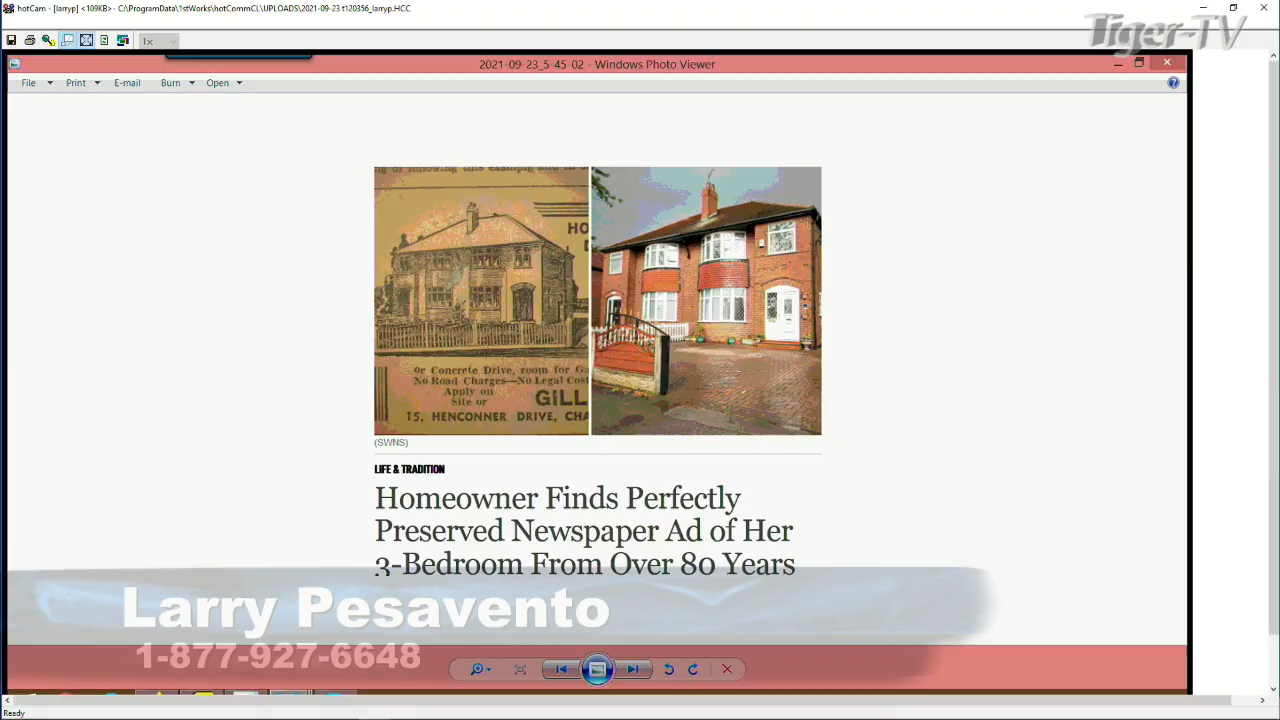 hotCam - [larryp] <109KB> - C:\ProgramData\1stWorks\hotCommCL\UPLOADS\2021-09-23 t120356_larryp.HCC
Tiger-TV
1x
2021-09-23_5-45-02 - Windows Photo Viewer
File Print E-mail Burn Open
HO
or Concrete Drive, room for Ga
No Road Charges—No Legal Cost
Apply on
Site or GILL
15, HENCONNER DRIVE, CHA
(SWNS)
LIFE & TRADITION
Homeowner Finds Perfectly
Preserved Newspaper Ad of Her
3-Bedroom From Over 80 Years
Larry Pesavento
1-877-927-6648
Ready